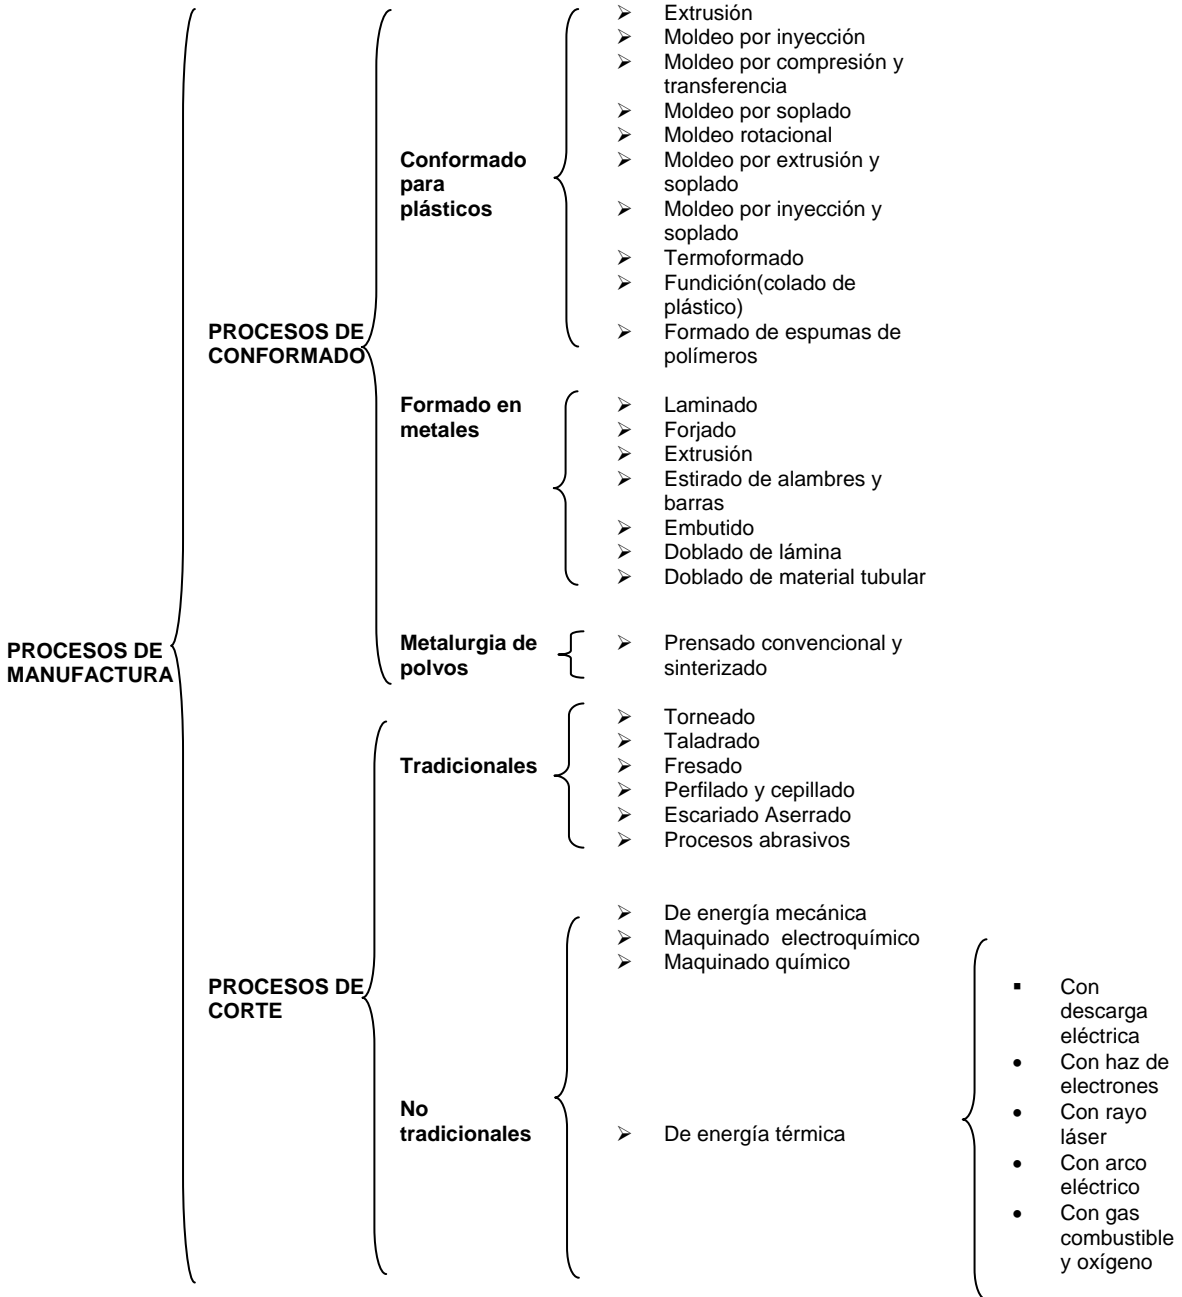 ➢ Extrusión
➢ Moldeo por inyección
➢ Moldeo por compresión y
transferencia
➢ Moldeo por soplado
➢ Moldeo rotacional
Conformado
para
plásticos
➢ Moldeo por extrusión y
soplado
➢ Moldeo por inyección y
soplado
➢ Termoformado
➢ Fundición(colado de
plástico)
➢ Formado de espumas de
polímeros
PROCESOS DE
CONFORMADO
Formado en
metales
➢ Laminado
➢ Forjado
➢ Extrusión
➢ Estirado de alambres y
barras
➢ Embutido
➢ Doblado de lámina
➢ Doblado de material tubular
PROCESOS DE
MANUFACTURA
Metalurgia de
polvos
➢ Prensado convencional y
sinterizado
Tradicionales
➢ Torneado
➢ Taladrado
➢ Fresado
➢ Perfilado y cepillado
➢ Escariado Aserrado
➢ Procesos abrasivos
PROCESOS DE
CORTE
No
tradicionales
➢ De energía mecánica
➢ Maquinado electroquímico
➢ Maquinado químico
➢ De energía térmica
▪ Con
descarga
eléctrica
• Con haz de
electrones
• Con rayo
láser
• Con arco
eléctrico
• Con gas
combustible
y oxígeno